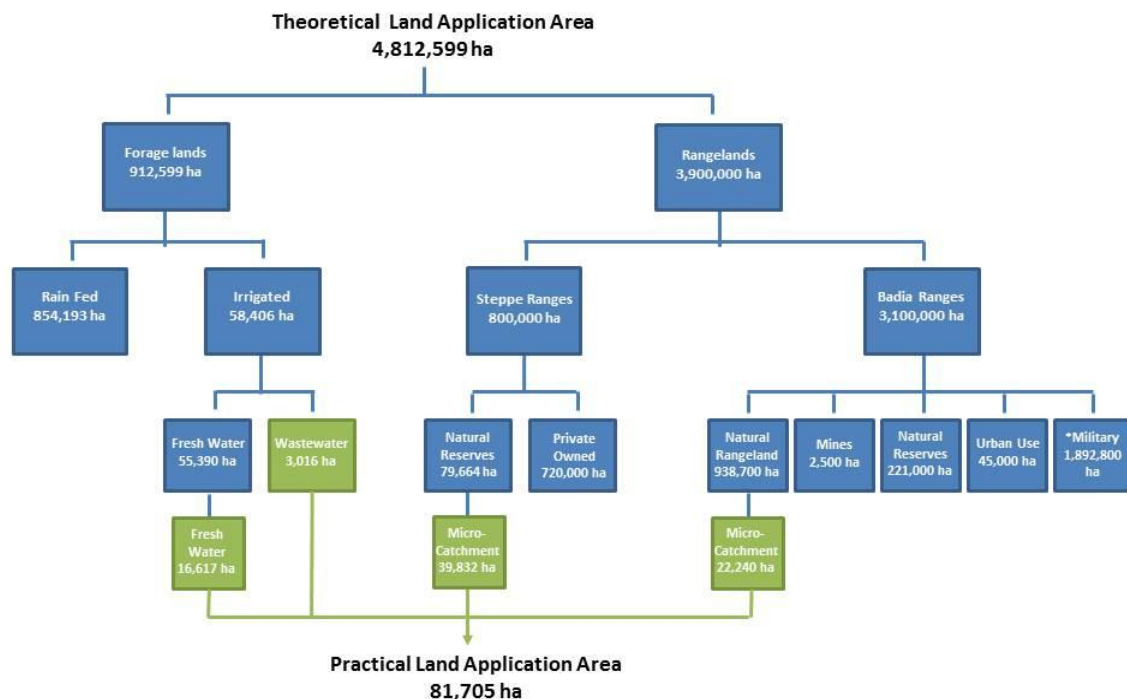 Theoretical Land Application Area
4,812,599 ha
Forage lands
912,599 ha
Rangelands
3,900,000 ha
Rain Fed
854,193 ha
Irrigated
58,406 ha
Steppe Ranges
800,000 ha
Badia Ranges
3,100,000 ha
Fresh Water
55,390 ha
Wastewater
3,016 ha
Natural
Reserves
79,664 ha
Private
Owned
720,000 ha
Natural
Rangeland
938,700 ha
Mines
2,500 ha
Natural
Reserves
221,000 ha
Urban Use
45,000 ha
*Military
1,892,800
ha
Fresh
Water
16,617 ha
Micro-
Catchment
39,832 ha
Micro-
Catchment
22,240 ha
Practical Land Application Area
81,705 ha